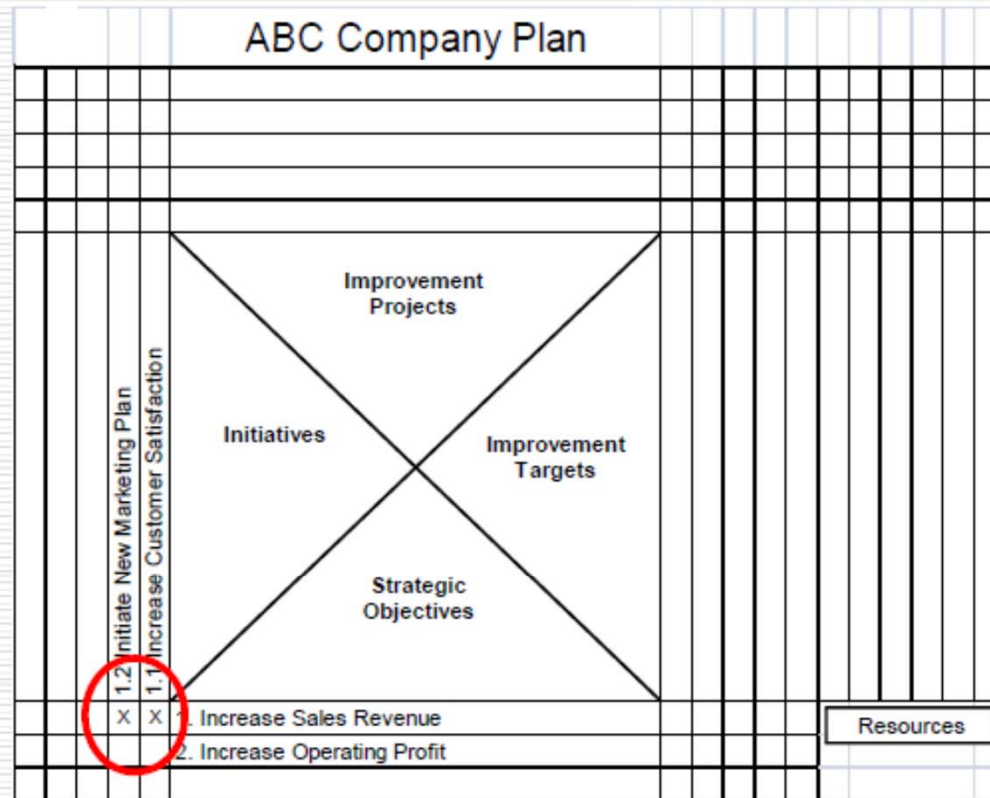 ABC Company Plan
Improvement
Projects
Initiatives
Improvement
Targets
Strategic
Objectives
1.2 Initiate New Marketing Plan
1.1 Increase Customer Satisfaction
X X 1. Increase Sales Revenue
2. Increase Operating Profit
Resources